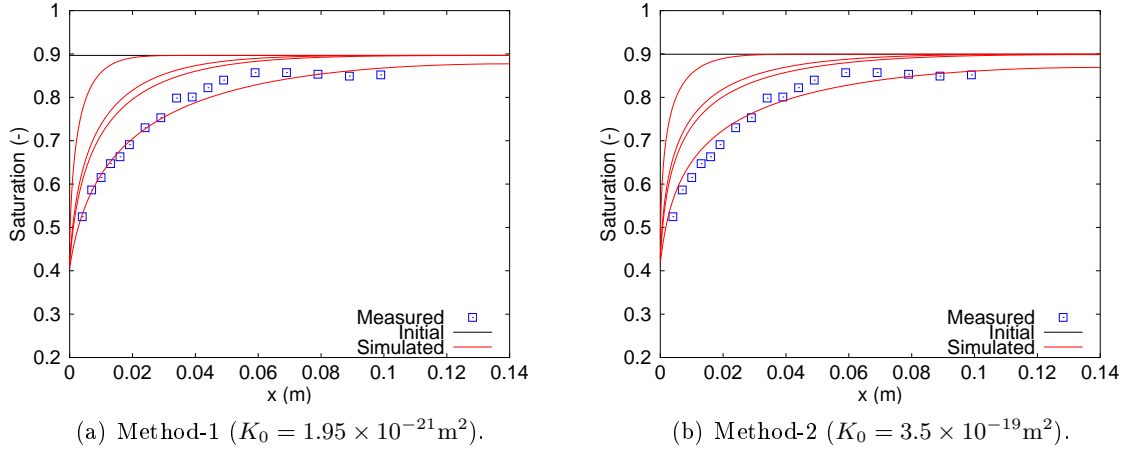 1
0.9
0.8
0.7
0.6
0.5
0.4
0.3
0.2
Saturation (-)
Measured
Initial
Simulated
0 0.02 0.04 0.06 0.08 0.1 0.12 0.14
x (m)
(a) Method-1 (K₀ = 1.95 × 10⁻²¹m²).
1
0.9
0.8
0.7
0.6
0.5
0.4
0.3
0.2
Saturation (-)
Measured
Initial
Simulated
0 0.02 0.04 0.06 0.08 0.1 0.12 0.14
x (m)
(b) Method-2 (K₀ = 3.5 × 10⁻¹⁹m²).